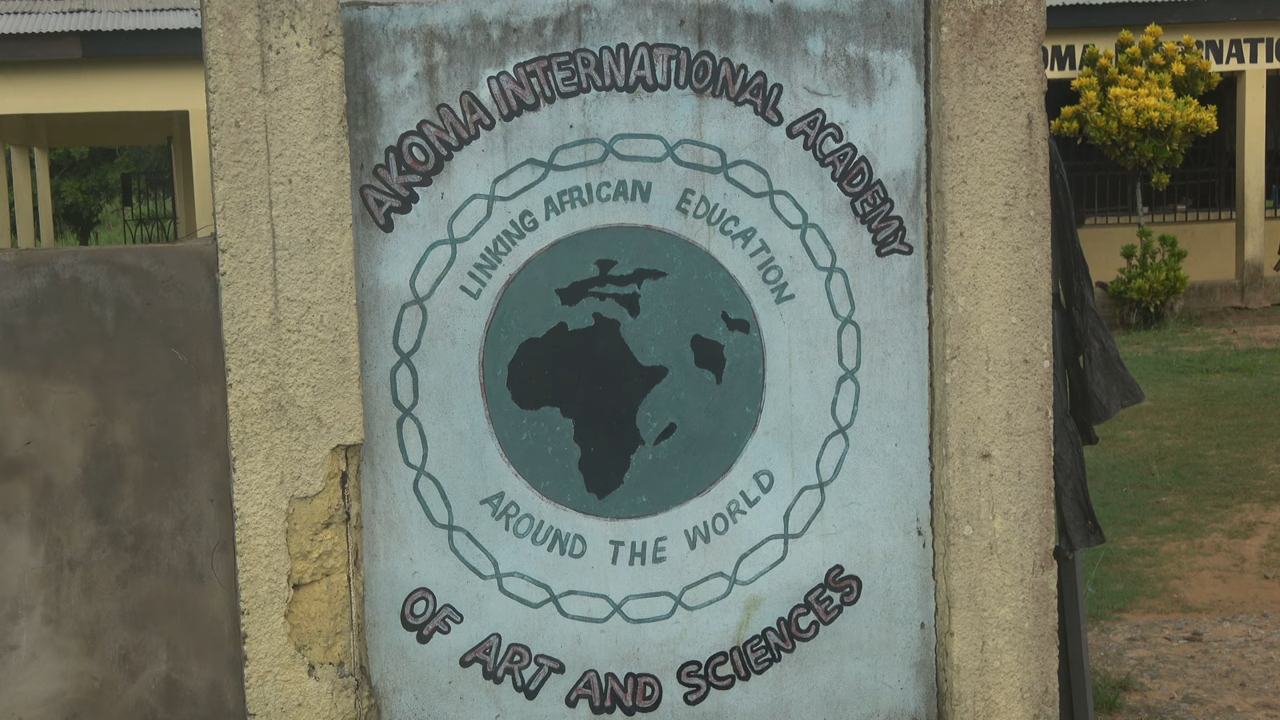 AKOMA INTERNATIONAL ACADEMY
LINKING AFRICAN EDUCATION
AROUND THE WORLD
OF ART AND SCIENCES